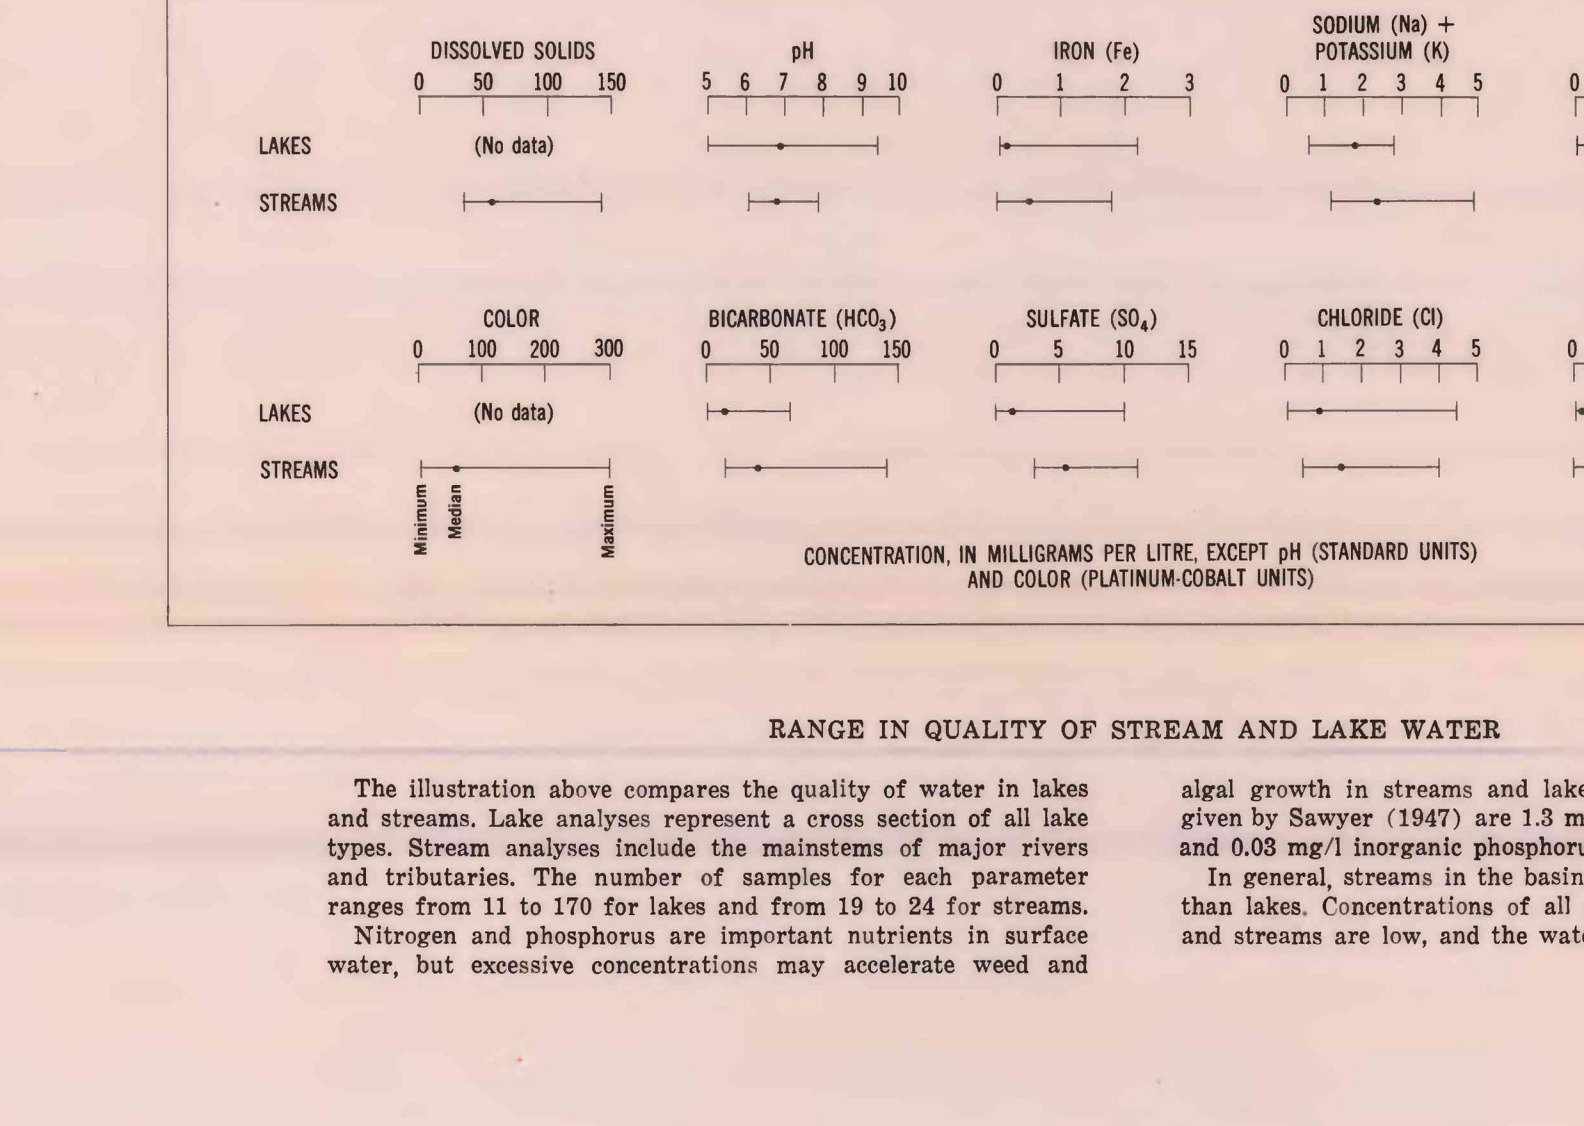 DISSOLVED SOLIDS
0 50 100 150
pH
5 6 7 8 9 10
IRON (Fe)
0 1 2 3
SODIUM (Na) +
POTASSIUM (K)
0 1 2 3 4 5
0
LAKES (No data)
STREAMS
COLOR
0 100 200 300
BICARBONATE (HCO₃)
0 50 100 150
SULFATE (SO₄)
0 5 10 15
CHLORIDE (Cl)
0 1 2 3 4 5
0
LAKES (No data)
STREAMS
Minimum
Median
Maximum
CONCENTRATION, IN MILLIGRAMS PER LITRE, EXCEPT pH (STANDARD UNITS)
AND COLOR (PLATINUM-COBALT UNITS)
RANGE IN QUALITY OF STREAM AND LAKE WATER
The illustration above compares the quality of water in lakes
and streams. Lake analyses represent a cross section of all lake
types. Stream analyses include the mainstems of major rivers
and tributaries. The number of samples for each parameter
ranges from 11 to 170 for lakes and from 19 to 24 for streams.
Nitrogen and phosphorus are important nutrients in surface
water, but excessive concentrations may accelerate weed and
algal growth in streams and lake
given by Sawyer (1947) are 1.3 m
and 0.03 mg/l inorganic phosphoru
In general, streams in the basin
than lakes. Concentrations of all
and streams are low, and the wat